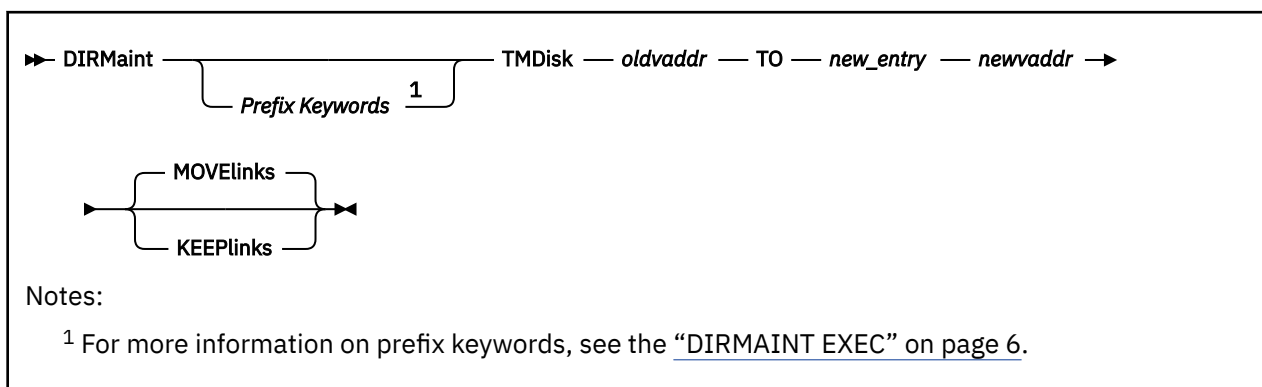 DIRMaint TMDisk oldvaddr TO new_entry newvaddr
Prefix Keywords 1
MOVElinks
KEEPlinks
Notes:
1 For more information on prefix keywords, see the “DIRMAINT EXEC” on page 6.